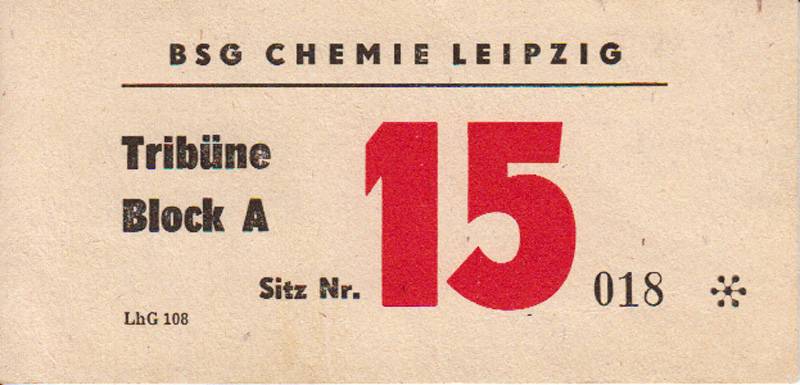 BSG CHEMIE LEIPZIG
Tribüne
Block A
Sitz Nr. 15 018 *
LhG 108